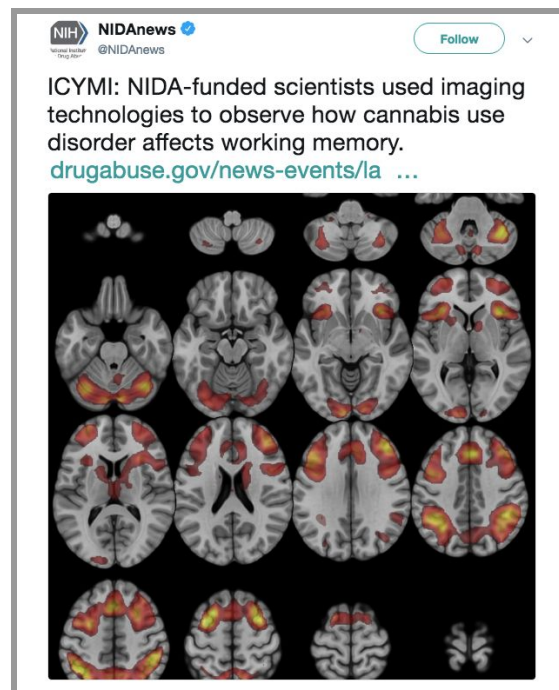 NIH
NIDAnews
@NIDAnews
Follow
ICYMI: NIDA-funded scientists used imaging
technologies to observe how cannabis use
disorder affects working memory.
drugabuse.gov/news-events/la ...